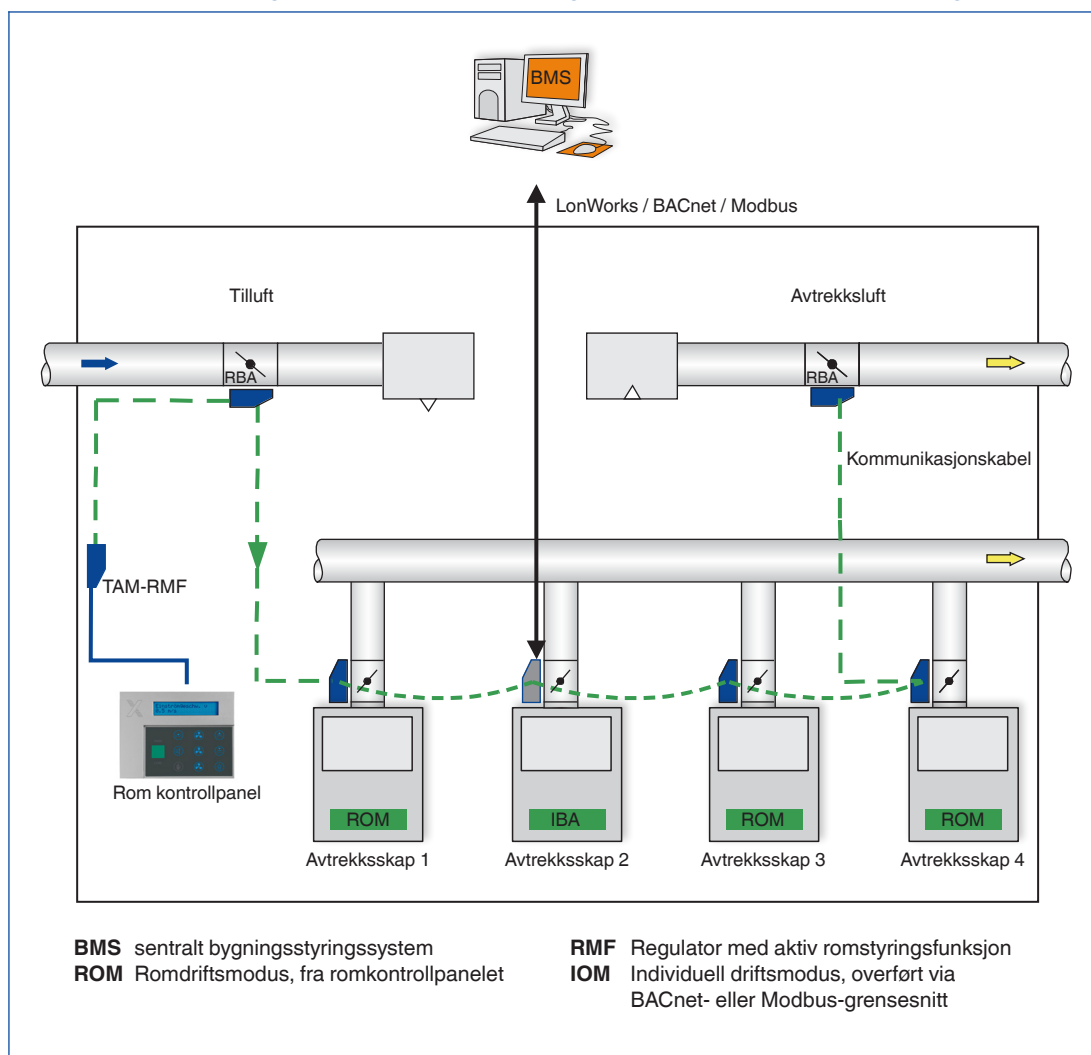 BMS
LonWorks / BACnet / Modbus
Tilluft
Avtrekksluft
RBA
RBA
Kommunikasjonskabel
TAM-RMF
Rom kontrollpanel
ROM
IBA
ROM
ROM
Avtrekksskap 1
Avtrekksskap 2
Avtrekksskap 3
Avtrekksskap 4
BMS sentralt bygningsstyringssystem
ROM Romdriftsmodus, fra romkontrollpanelet
RMF Regulator med aktiv romstyringsfunksjon
IOM Individuell driftsmodus, overført via
BACnet- eller Modbus-grensesnitt